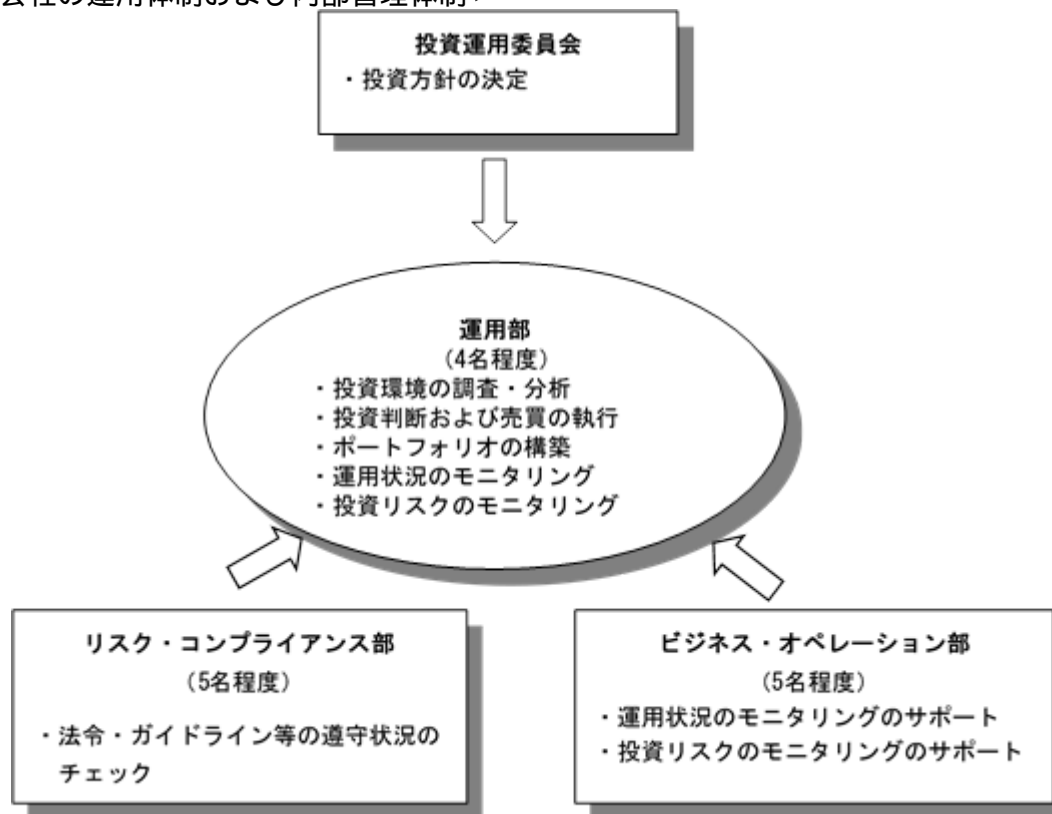 会社の運用体制および内部管理体制>
投資運用委員会
・投資方針の決定
運用部
(4名程度)
・投資環境の調査・分析
・投資判断および売買の執行
・ポートフォリオの構築
・運用状況のモニタリング
・投資リスクのモニタリング
リスク・コンプライアンス部
(5名程度)
・法令・ガイドライン等の遵守状況の
チェック
ビジネス・オペレーション部
(5名程度)
・運用状況のモニタリングのサポート
・投資リスクのモニタリングのサポート